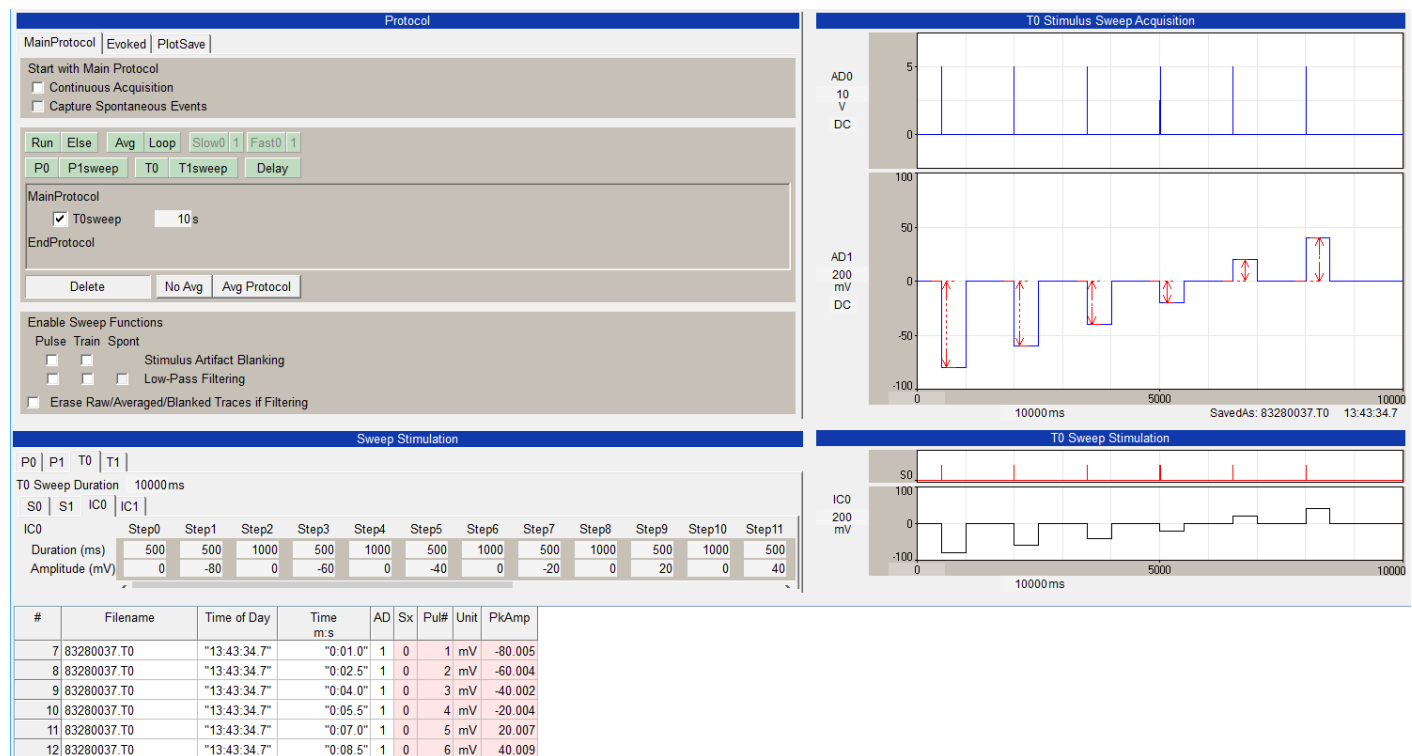 Protocol
MainProtocol Evoked PlotSave
Start with Main Protocol
Continuous Acquisition
Capture Spontaneous Events
Run Else Avg Loop Slow0 1 Fast0 1
P0 P1sweep T0 T1sweep Delay
MainProtocol
T0sweep 10 s
EndProtocol
Delete No Avg Avg Protocol
Enable Sweep Functions
Pulse Train Spont
Stimulus Artifact Blanking
Low-Pass Filtering
Erase Raw/Averaged/Blanked Traces if Filtering
T0 Stimulus Sweep Acquisition
AD0
10
V
DC
5
0
AD1
200
mV
DC
100
50
0
-50
-100
0 5000 10000
10000 ms SavedAs: 83280037.T0 13:43:34.7
Sweep Stimulation
P0 P1 T0 T1
T0 Sweep Duration 10000 ms
S0 S1 IC0 IC1
IC0 Step0 Step1 Step2 Step3 Step4 Step5 Step6 Step7 Step8 Step9 Step10 Step11
Duration (ms) 500 500 1000 500 1000 500 1000 500 1000 500 1000 500
Amplitude (mV) 0 -80 0 -60 0 -40 0 -20 0 20 0 40
T0 Sweep Stimulation
S0
IC0
200
mV
100
0
-100
0 5000 10000
10000 ms
# Filename Time of Day Time m:s AD Sx Pul# Unit PkAmp
7 83280037.T0 "13:43:34.7" "0:01.0" 1 0 1 mV -80.005
8 83280037.T0 "13:43:34.7" "0:02.5" 1 0 2 mV -60.004
9 83280037.T0 "13:43:34.7" "0:04.0" 1 0 3 mV -40.002
10 83280037.T0 "13:43:34.7" "0:05.5" 1 0 4 mV -20.004
11 83280037.T0 "13:43:34.7" "0:07.0" 1 0 5 mV 20.007
12 83280037.T0 "13:43:34.7" "0:08.5" 1 0 6 mV 40.009